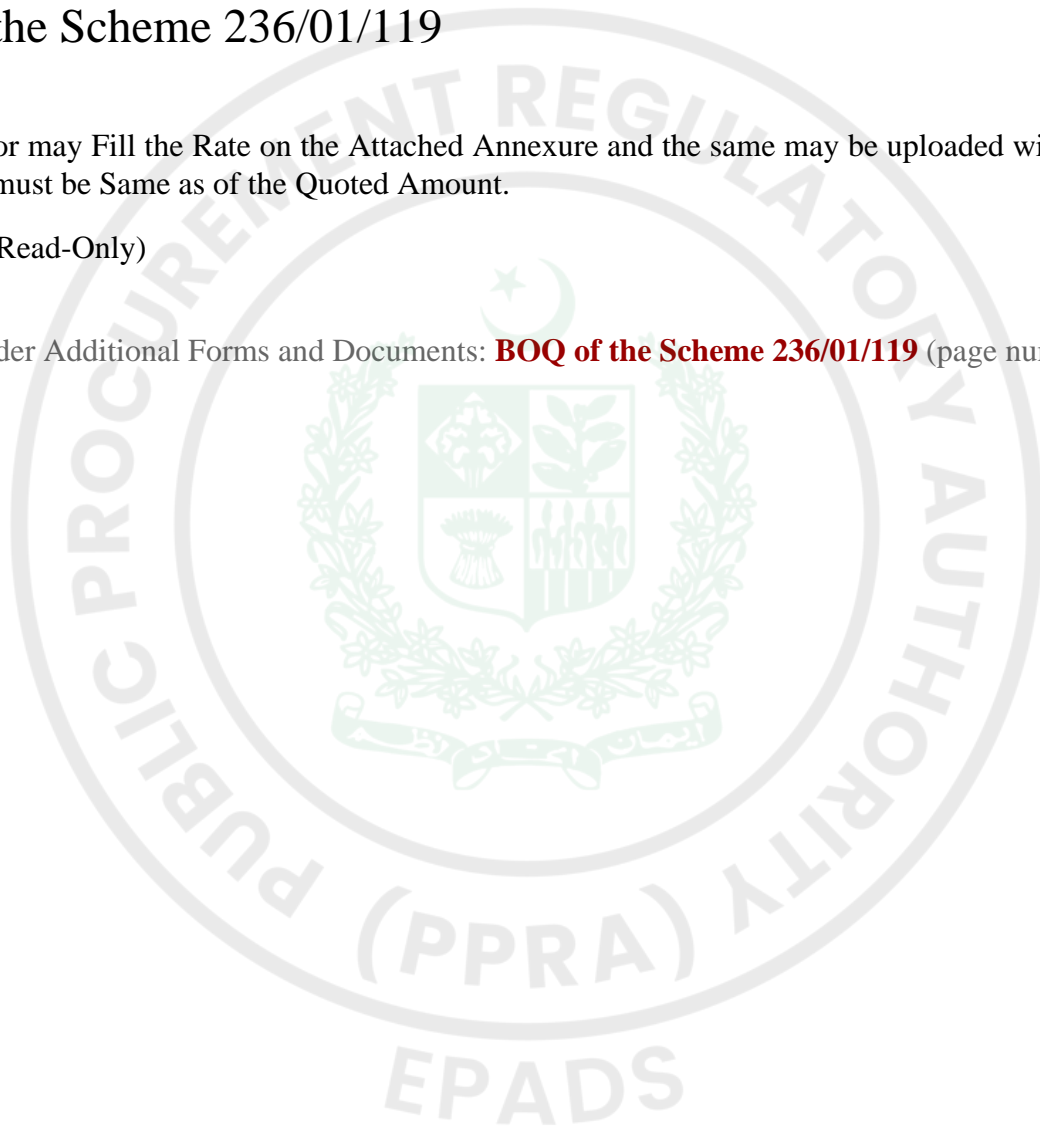 the Scheme 236/01/119
or may Fill the Rate on the Attached Annexure and the same may be uploaded wi
must be Same as of the Quoted Amount.
Read-Only)
der Additional Forms and Documents: BOQ of the Scheme 236/01/119 (page nu
PUBLIC PROCUREMENT REGULATORY AUTHORITY
(PPRA)
EPADS